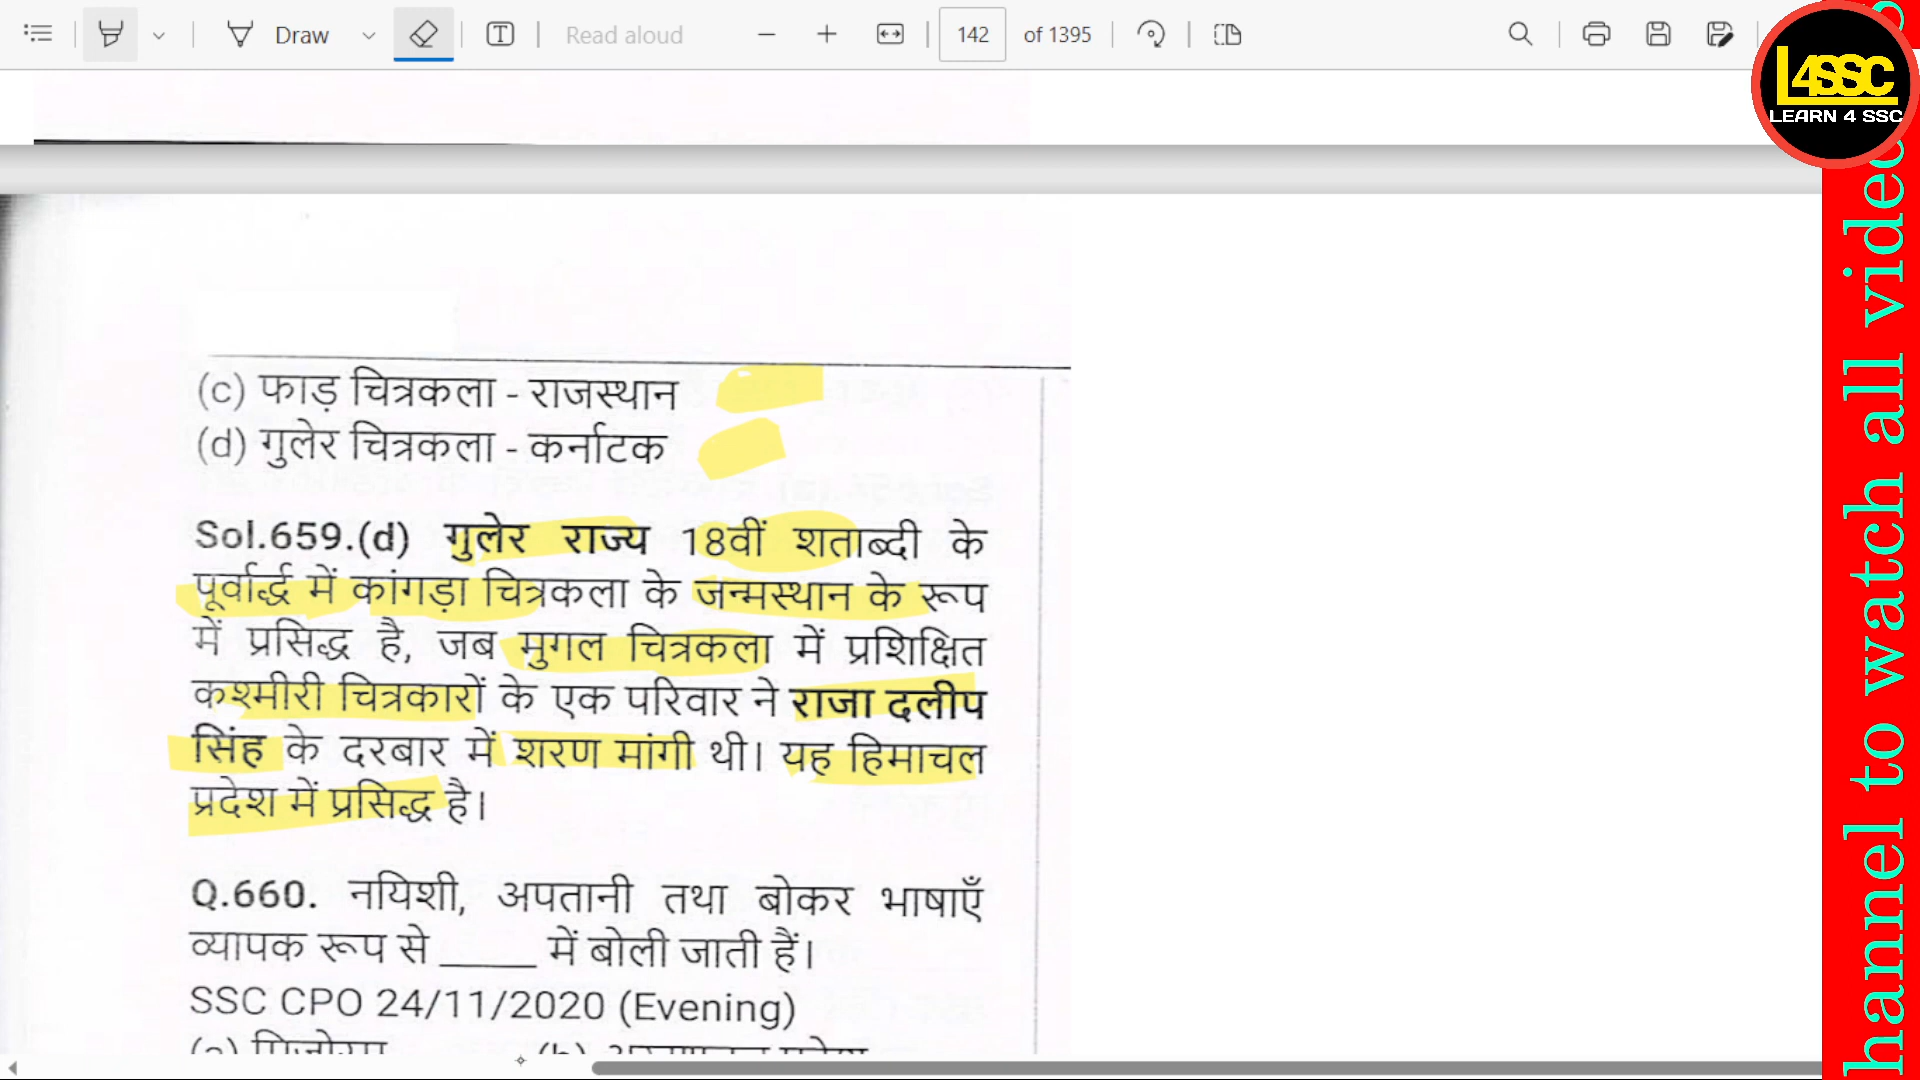 Draw
Read aloud
142 of 1395
L4SSC
LEARN 4 SSC
(c) फाड़ चित्रकला - राजस्थान
(d) गुलेर चित्रकला - कर्नाटक
Sol.659.(d) गुलेर राज्य 18वीं शताब्दी के
पूर्वार्द्ध में कांगड़ा चित्रकला के जन्मस्थान के रूप
में प्रसिद्ध है, जब मुगल चित्रकला में प्रशिक्षित
कश्मीरी चित्रकारों के एक परिवार ने राजा दलीप
सिंह के दरबार में शरण मांगी थी। यह हिमाचल
प्रदेश में प्रसिद्ध है।
Q.660. नयिशी, अपतानी तथा बोकर भाषाएँ
व्यापक रूप से _____ में बोली जाती हैं।
SSC CPO 24/11/2020 (Evening)
hannel to watch all video